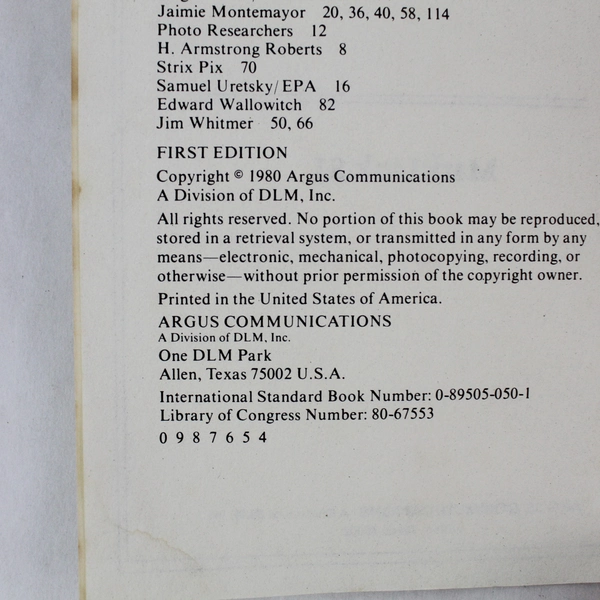 Jaimie Montemayor 20, 36, 40, 58, 114
Photo Researchers 12
H. Armstrong Roberts 8
Strix Pix 70
Samuel Uretsky/EPA 16
Edward Wallowitch 82
Jim Whitmer 50, 66
FIRST EDITION
Copyright © 1980 Argus Communications
A Division of DLM, Inc.
All rights reserved. No portion of this book may be reproduced,
stored in a retrieval system, or transmitted in any form by any
means—electronic, mechanical, photocopying, recording, or
otherwise—without prior permission of the copyright owner.
Printed in the United States of America.
ARGUS COMMUNICATIONS
A Division of DLM, Inc.
One DLM Park
Allen, Texas 75002 U.S.A.
International Standard Book Number: 0-89505-050-1
Library of Congress Number: 80-67553
0 9 8 7 6 5 4